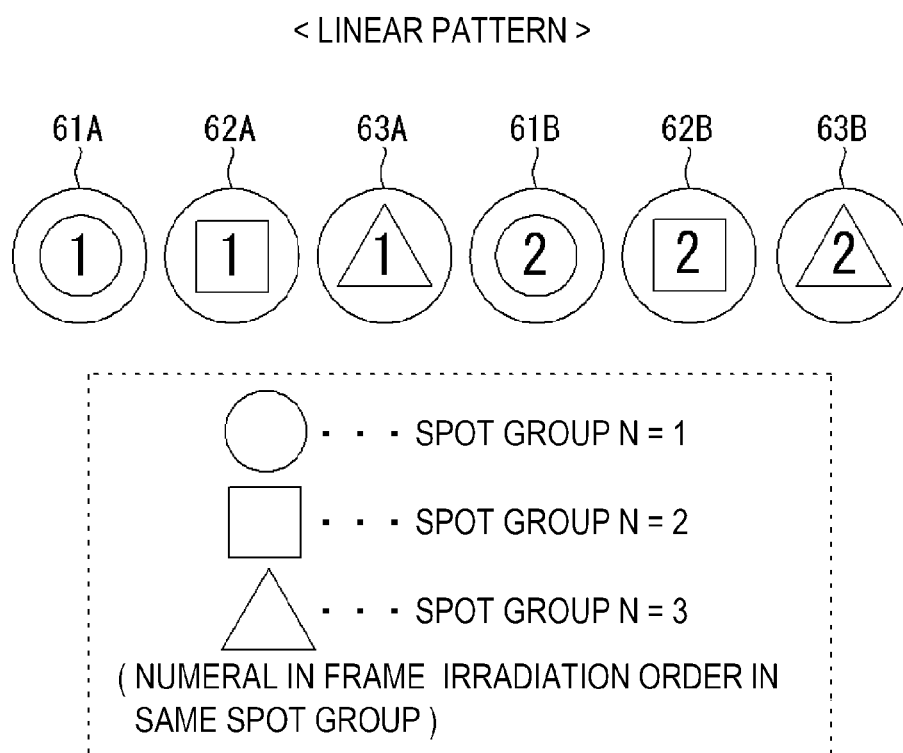 < LINEAR PATTERN >
61A 62A 63A 61B 62B 63B
1 1 1 2 2 2
· · · SPOT GROUP N = 1
· · · SPOT GROUP N = 2
· · · SPOT GROUP N = 3
( NUMERAL IN FRAME IRRADIATION ORDER IN
SAME SPOT GROUP )